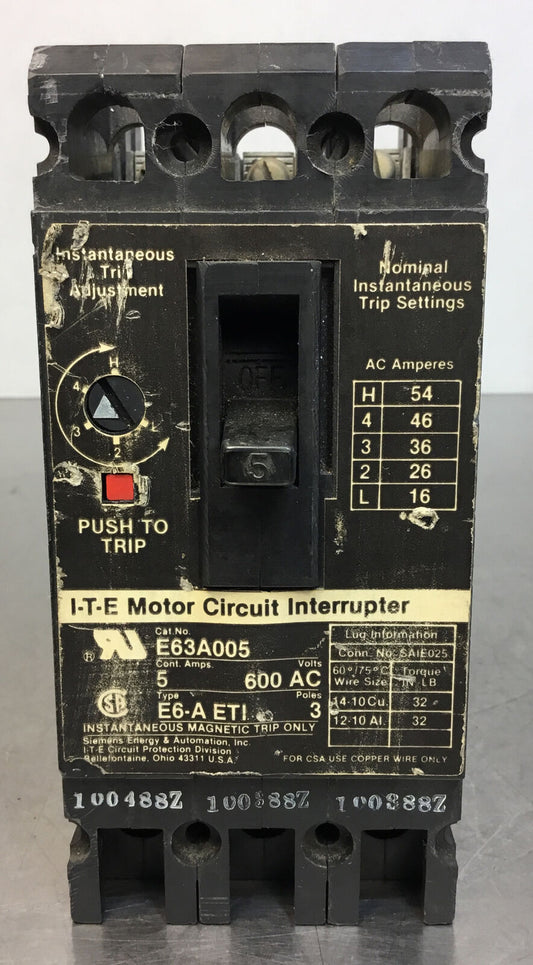 Instantaneous
Trip
Adjustment
H
4
3
2
L
PUSH TO
TRIP
OFF
5
Nominal
Instantaneous
Trip Settings
AC Amperes
H 54
4 46
3 36
2 26
L 16
I-T-E Motor Circuit Interrupter
Cat. No.
E63A005
Cont. Amps. Volts
5 600 AC
Type Poles
E6-A ETI 3
INSTANTANEOUS MAGNETIC TRIP ONLY
Siemens Energy & Automation, Inc.
I-T-E Circuit Protection Division
Bellefontaine, Ohio 43311 U.S.A.
Lug Information
Conn. No. SAIE025
60°/75°C Torque
Wire Size IN. LB
14-10 Cu. 32
12-10 Al. 32
FOR CSA USE COPPER WIRE ONLY
100488Z 100388Z